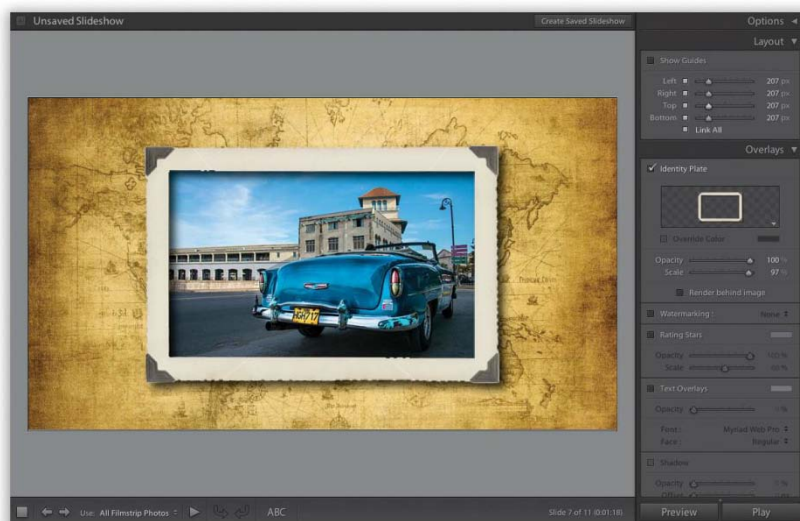 Unsaved Slideshow
Create Saved Slideshow
Options
Layout
Show Guides
Left 207 px
Right 207 px
Top 207 px
Bottom 207 px
Link All
Overlays
Identity Plate
Override Color
Opacity 100 %
Scale 97 %
Render behind image
Watermarking : None
Rating Stars
Opacity 100 %
Scale
Text Overlays
Opacity
Font : Myriad Web Pro
Face : Regular
Shadow
Opacity
Use: All Filmstrip Photos
ABC
Slide 7 of 11 (0:01:18)
Preview
Play